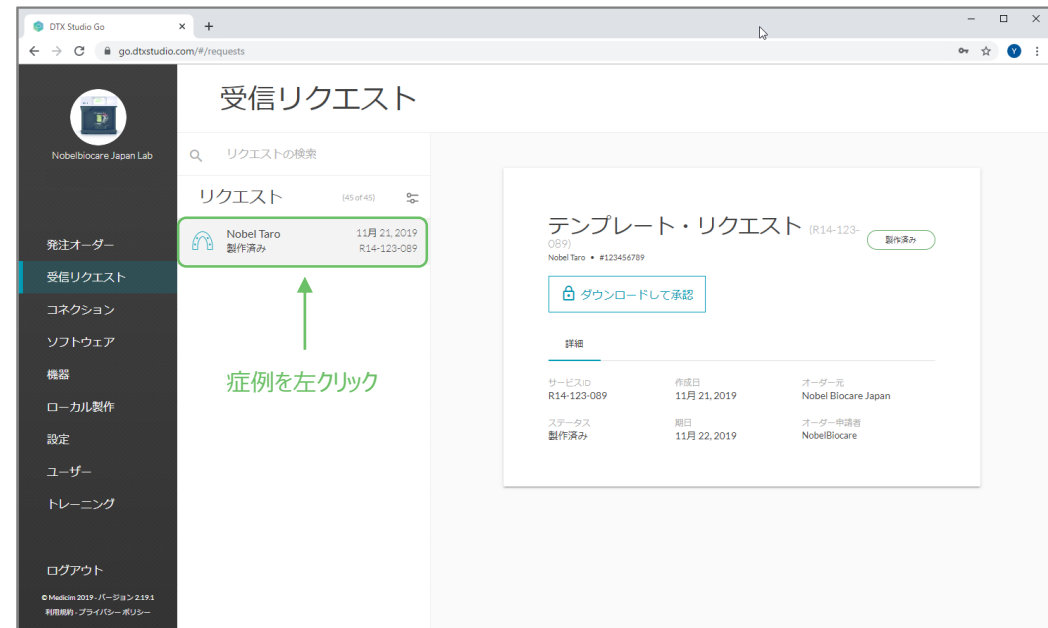 DTX Studio Go
go.dtxstudio.com/#/requests
Y
Nobelbiocare Japan Lab
発注オーダー
受信リクエスト
コネクション
ソフトウェア
機器
ローカル製作
設定
ユーザー
トレーニング
ログアウト
© Medicim 2019 - バージョン 2.19.1
利用規約 - プライバシー ポリシー
受信リクエスト
リクエストの検索
リクエスト (45 of 45)
Nobel Taro 11月 21, 2019
製作済み R14-123-089
症例を左クリック
テンプレート・リクエスト (R14-123-
089)
製作済み
Nobel Taro • #123456789
ダウンロードして承認
詳細
サービスID 作成日 オーダー元
R14-123-089 11月 21, 2019 Nobel Biocare Japan
ステータス 期日 オーダー申請者
製作済み 11月 22, 2019 NobelBiocare